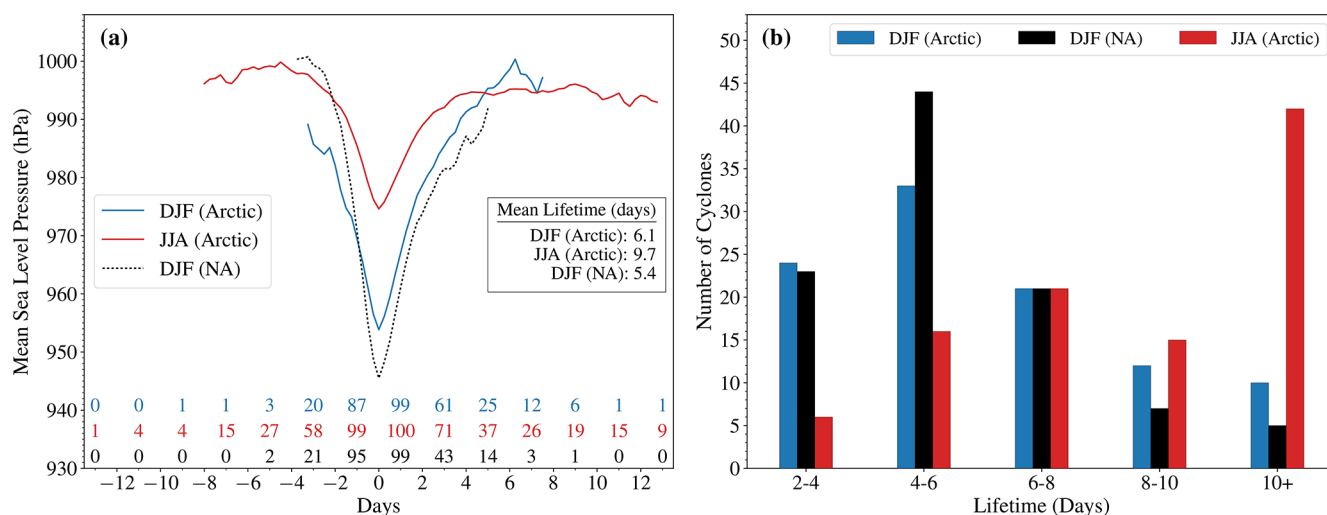 (a)
Mean Sea Level Pressure (hPa)
1000
990
980
970
960
950
940
930
DJF (Arctic)
JJA (Arctic)
DJF (NA)
Mean Lifetime (days)
DJF (Arctic): 6.1
JJA (Arctic): 9.7
DJF (NA): 5.4
0 0 1 1 3 20 87 99 61 25 12 6 1 1
1 4 4 15 27 58 99 100 71 37 26 19 15 9
0 0 0 0 2 21 95 99 43 14 3 1 0 0
−12 −10 −8 −6 −4 −2 0 2 4 6 8 10 12
Days
(b)
DJF (Arctic) DJF (NA) JJA (Arctic)
Number of Cyclones
50
45
40
35
30
25
20
15
10
5
0
2-4 4-6 6-8 8-10 10+
Lifetime (Days)